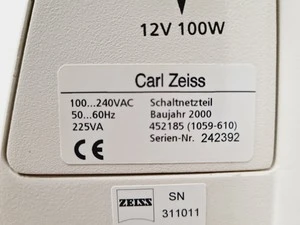 12V 100W
Carl Zeiss
100...240VAC Schaltnetzteil
50...60Hz Baujahr 2000
225VA 452185 (1059-610)
CE Serien-Nr. 242392
ZEISS SN
311011